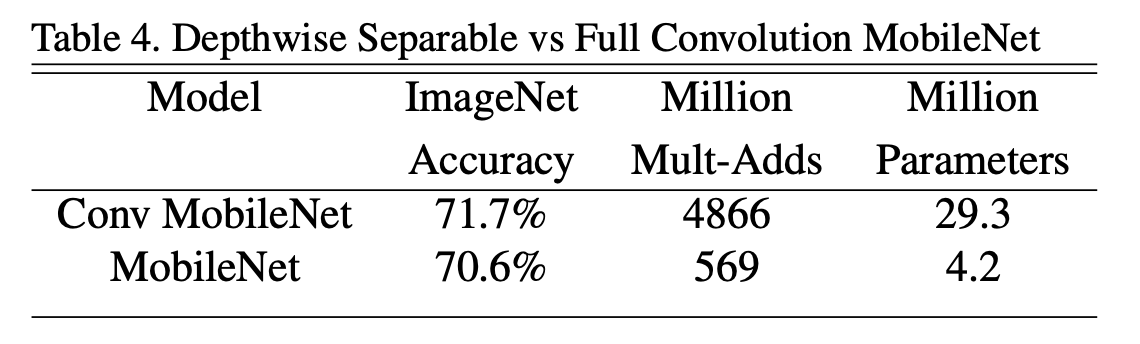 Table 4. Depthwise Separable vs Full Convolution MobileNet
Model ImageNet Million Million
Accuracy Mult-Adds Parameters
Conv MobileNet 71.7% 4866 29.3
MobileNet 70.6% 569 4.2